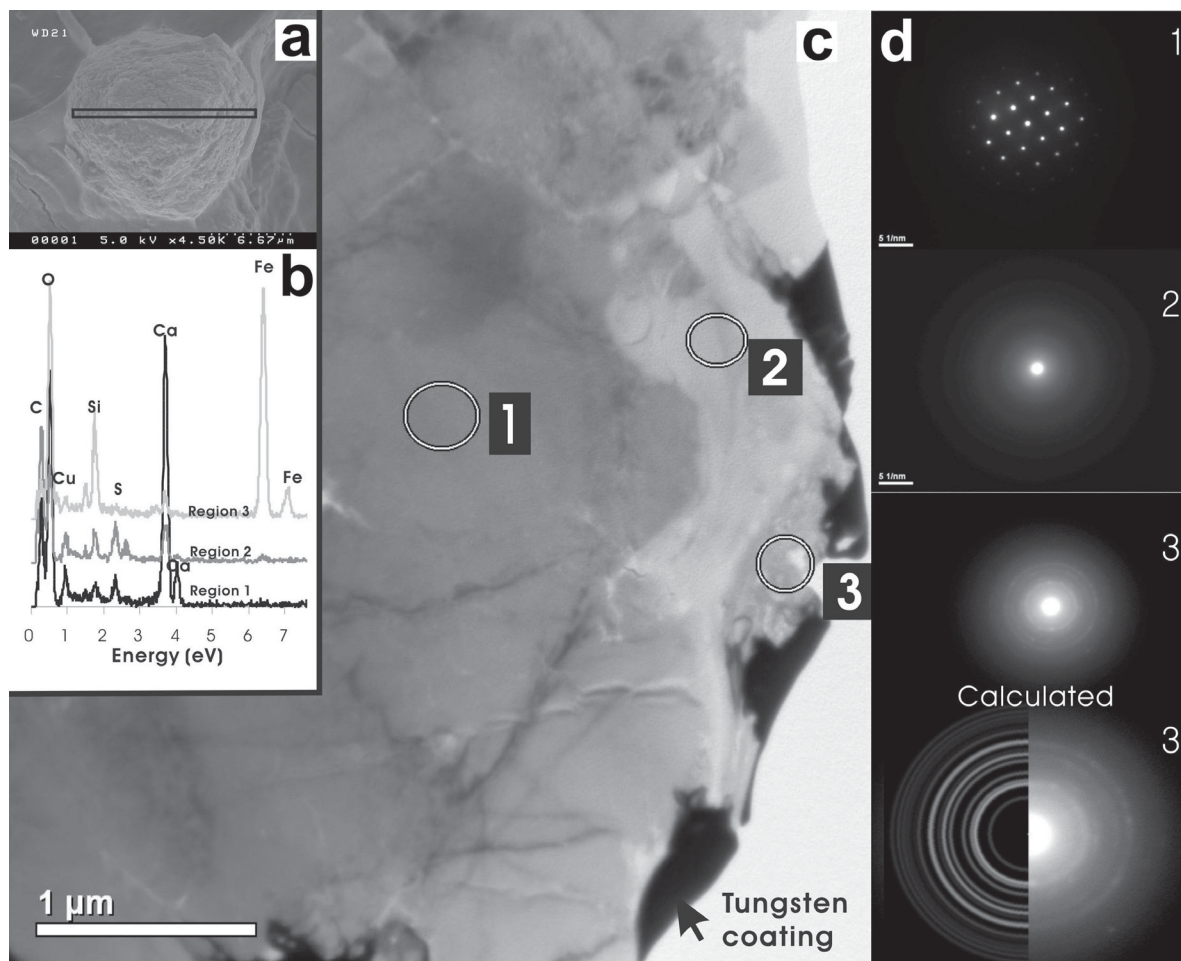 a
WD21
00001 5.0 kV x4.50K 6.67µm
b
O
Fe
Ca
C
Si
Cu
S
Fe
Region 3
Region 2
Ca
Region 1
0 1 2 3 4 5 6 7
Energy (eV)
c
1
2
3
1 µm
Tungsten
coating
d
1
5 1/nm
2
5 1/nm
3
Calculated
3